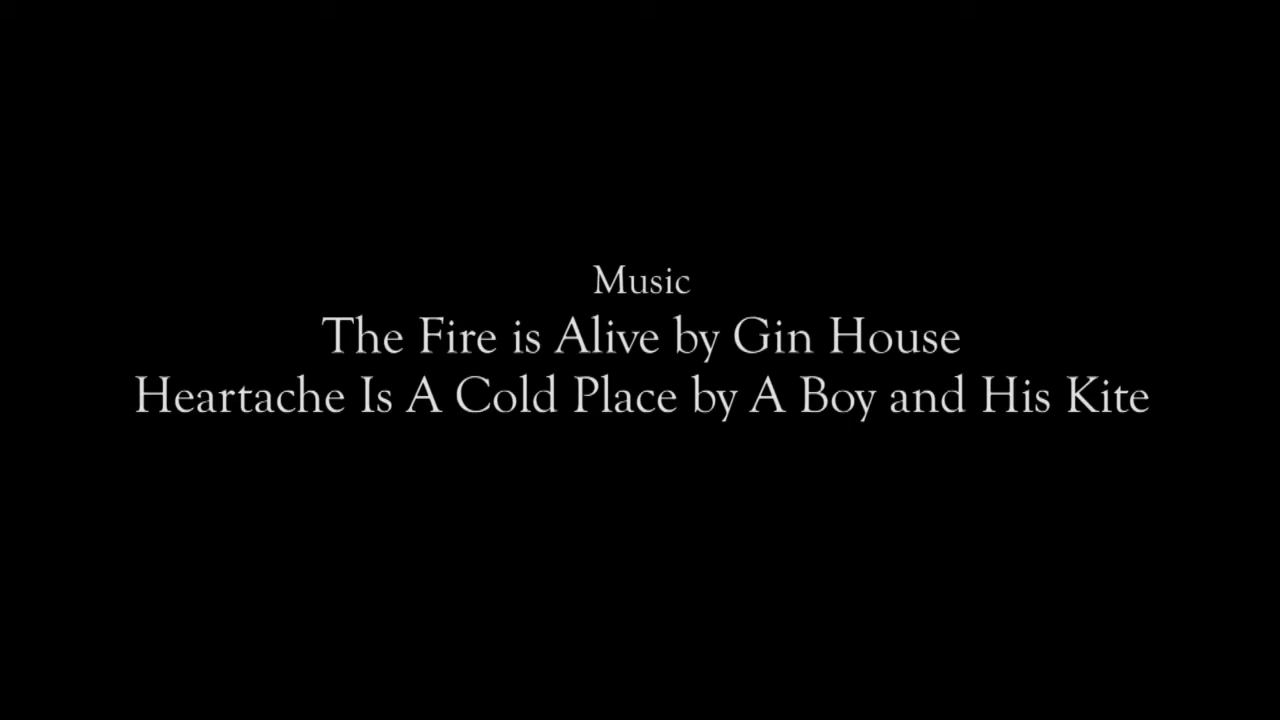 Music
The Fire is Alive by Gin House
Heartache Is A Cold Place by A Boy and His Kite